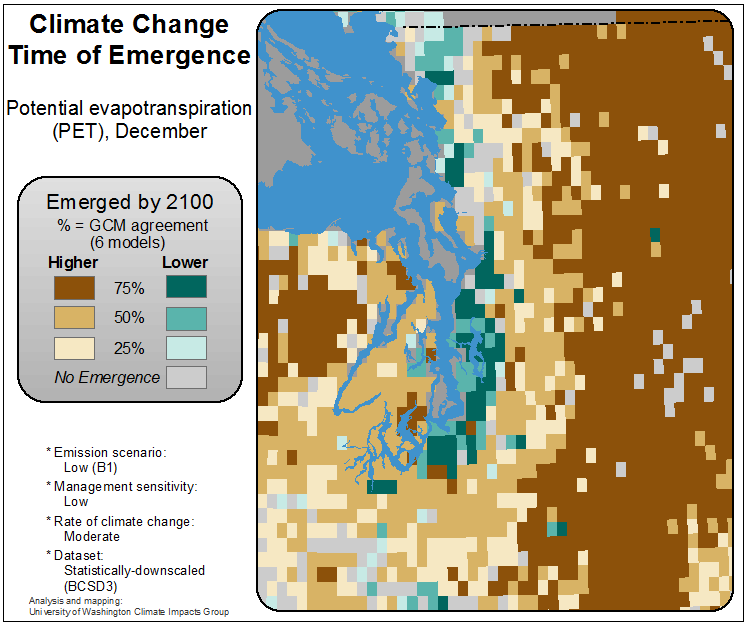 Climate Change
Time of Emergence
Potential evapotranspiration
(PET), December
Emerged by 2100
% = GCM agreement
(6 models)
Higher Lower
75%
50%
25%
No Emergence
* Emission scenario:
Low (B1)
* Management sensitivity:
Low
* Rate of climate change:
Moderate
* Dataset:
Statistically-downscaled
(BCSD3)
Analysis and mapping:
University of Washington Climate Impacts Group